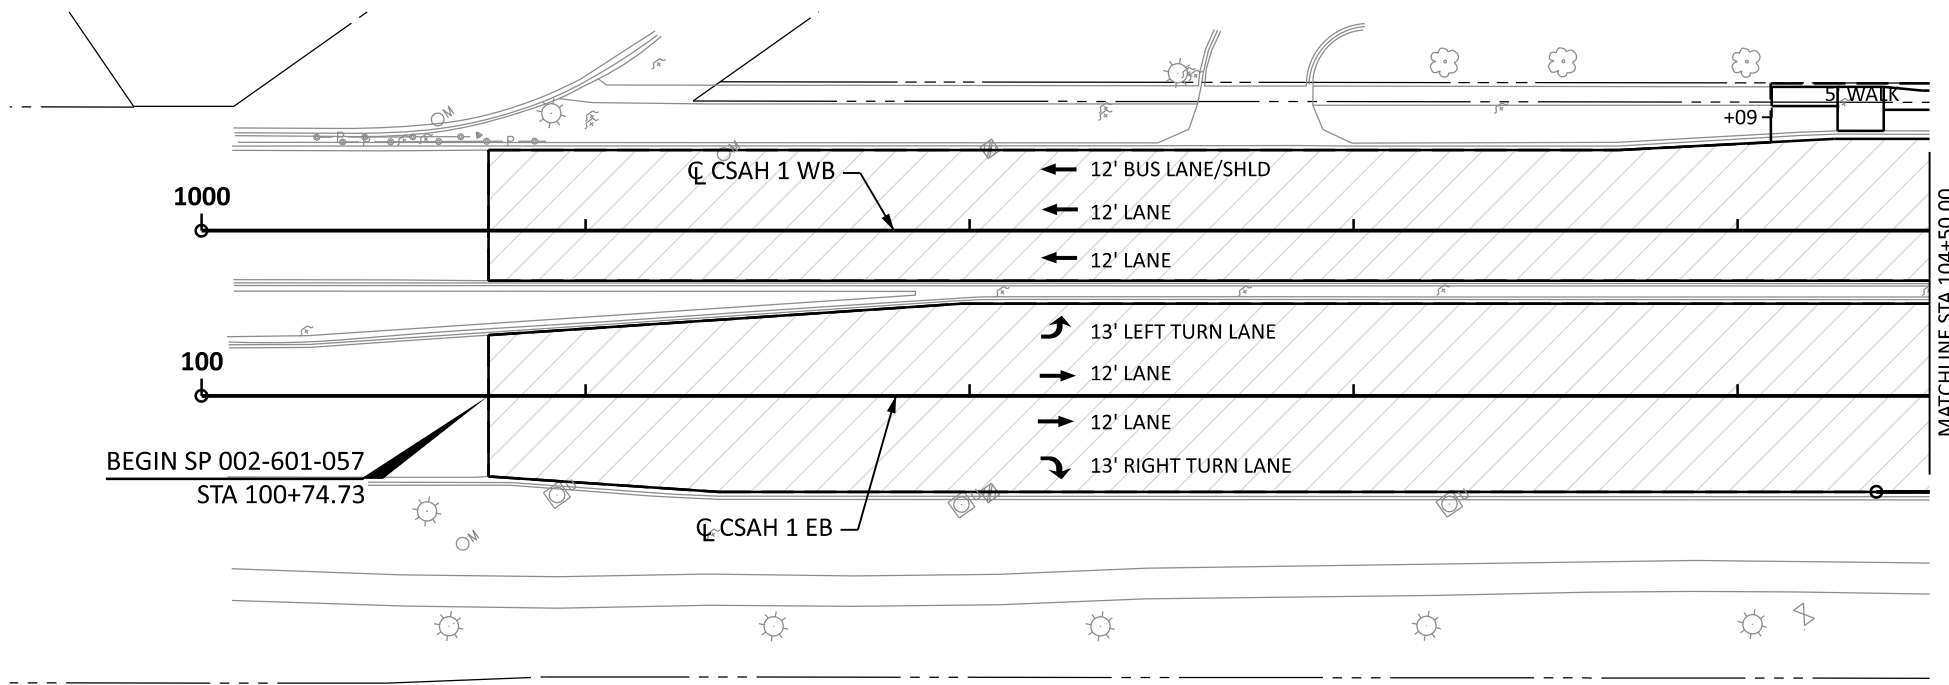 M
5' WALK
+09
P
P
P
M
℄ CSAH 1 WB
12' BUS LANE/SHLD
1000
12' LANE
12' LANE
MATCHLINE STA 104+50.00
13' LEFT TURN LANE
100
12' LANE
12' LANE
BEGIN SP 002-601-057
13' RIGHT TURN LANE
STA 100+74.73
℄ CSAH 1 EB
M